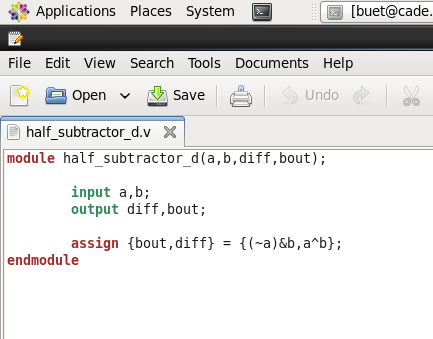 Applications Places System [buet@cade.
File Edit View Search Tools Documents Help
Open Save Undo
half_subtractor_d.v
module half_subtractor_d(a,b,diff,bout);
input a,b;
output diff,bout;
assign {bout,diff} = {(~a)&b,a^b};
endmodule